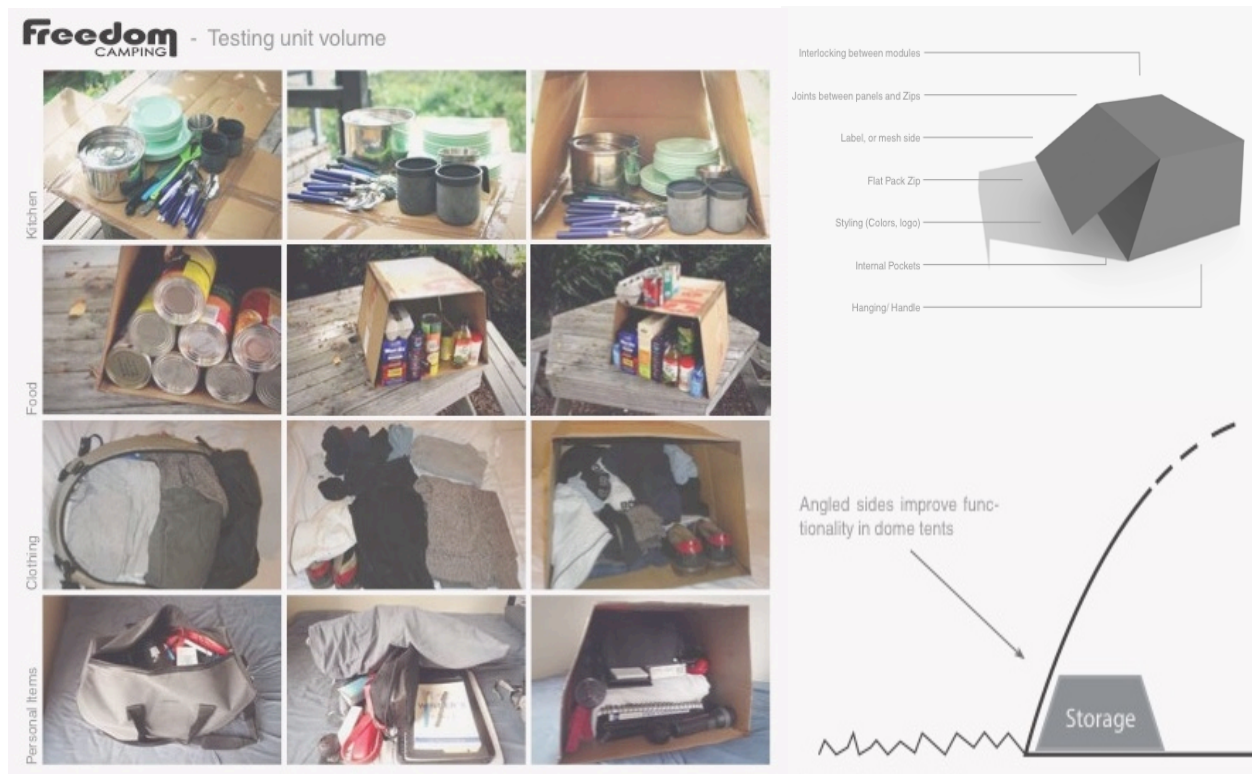 Freedom
CAMPING
- Testing unit volume
Kitchen
Food
Clothing
Personal Items
Interlocking between modules
Joints between panels and Zips
Label, or mesh side
Flat Pack Zip
Styling (Colors, logo)
Internal Pockets
Hanging/ Handle
Angled sides improve func-
tionality in dome tents
Storage